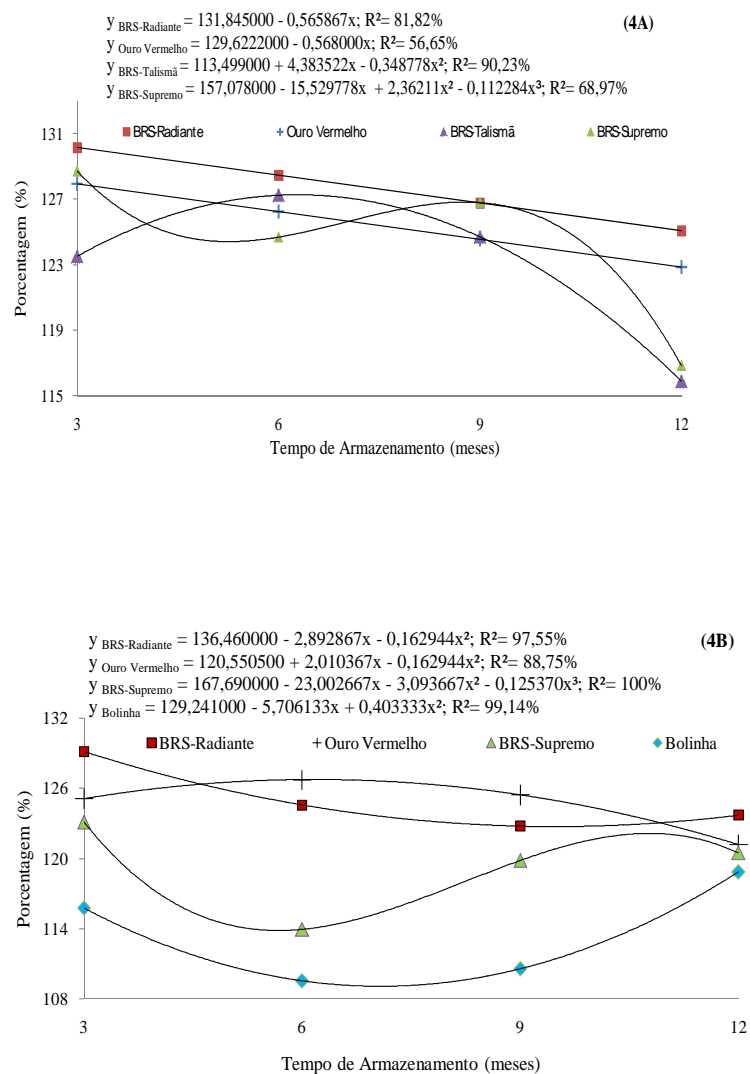 y BRS-Radiante = 131,845000 - 0,565867x; R²= 81,82%
(4A)
y Ouro Vermelho = 129,6222000 - 0,568000x; R²= 56,65%
y BRS-Talismã = 113,499000 + 4,383522x - 0,348778x²; R²= 90,23%
y BRS-Supremo = 157,078000 - 15,529778x + 2,36211x² - 0,112284x³; R²= 68,97%
BRS-Radiante Ouro Vermelho BRS-Talismã BRS-Supremo
Porcentagem (%)
131
127
123
119
115
3 6 9 12
Tempo de Armazenamento (meses)
y BRS-Radiante = 136,460000 - 2,892867x - 0,162944x²; R²= 97,55%
(4B)
y Ouro Vermelho = 120,550500 + 2,010367x - 0,162944x²; R²= 88,75%
y BRS-Supremo = 167,690000 - 23,002667x - 3,093667x² - 0,125370x³; R²= 100%
y Bolinha = 129,241000 - 5,706133x + 0,403333x²; R²= 99,14%
BRS-Radiante Ouro Vermelho BRS-Supremo Bolinha
Porcentagem (%)
132
126
120
114
108
3 6 9 12
Tempo de Armazenamento (meses)